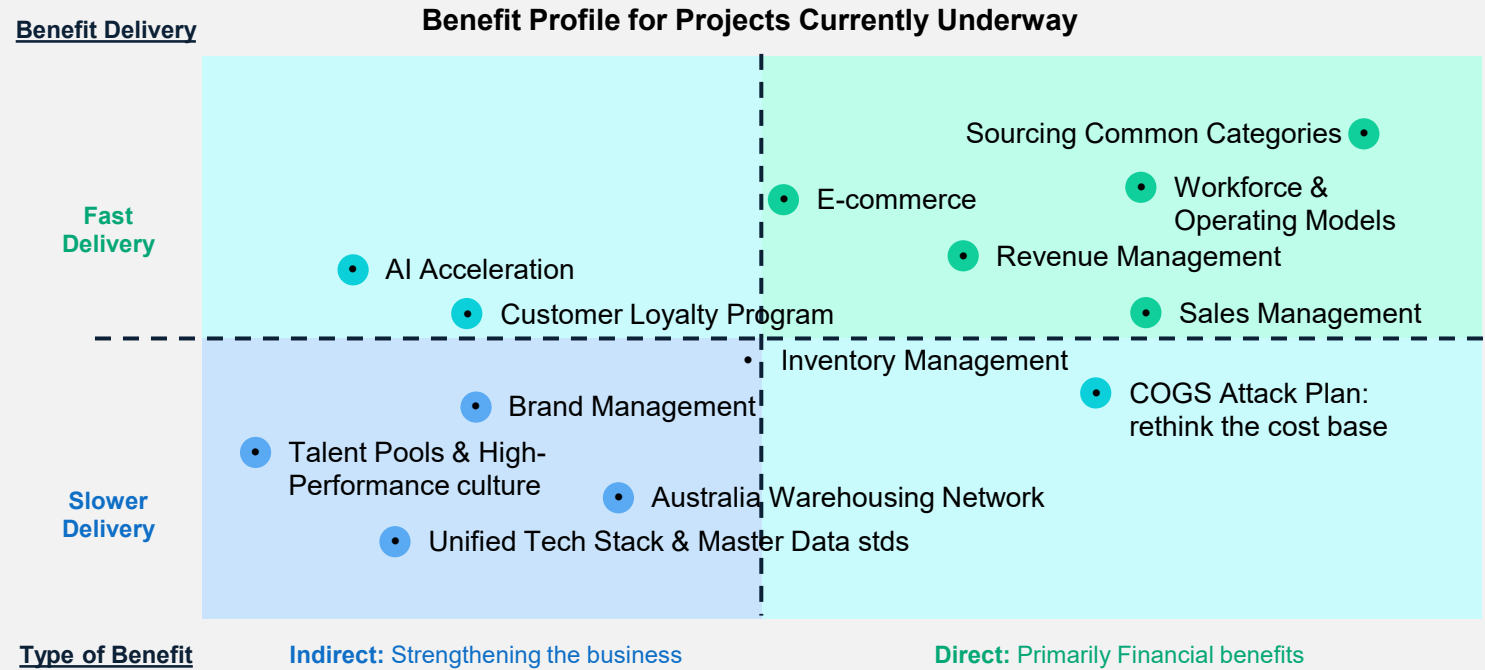 Benefit Profile for Projects Currently Underway
Benefit Delivery
Sourcing Common Categories
Workforce &
Operating Models
E-commerce
Fast
Delivery
Revenue Management
AI Acceleration
Customer Loyalty Program
Sales Management
Inventory Management
COGS Attack Plan:
rethink the cost base
Brand Management
Talent Pools & High-
Performance culture
Slower
Delivery
Australia Warehousing Network
Unified Tech Stack & Master Data stds
Type of Benefit
Indirect: Strengthening the business
Direct: Primarily Financial benefits